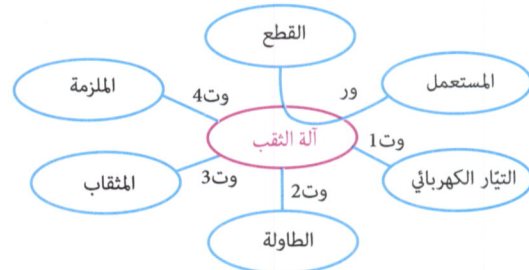 القطع
المستعمل
ور
الملزمة
وت4
آلة الثقب
وت1
التيّار الكهربائي
وت3
المثقاب
وت2
الطاولة